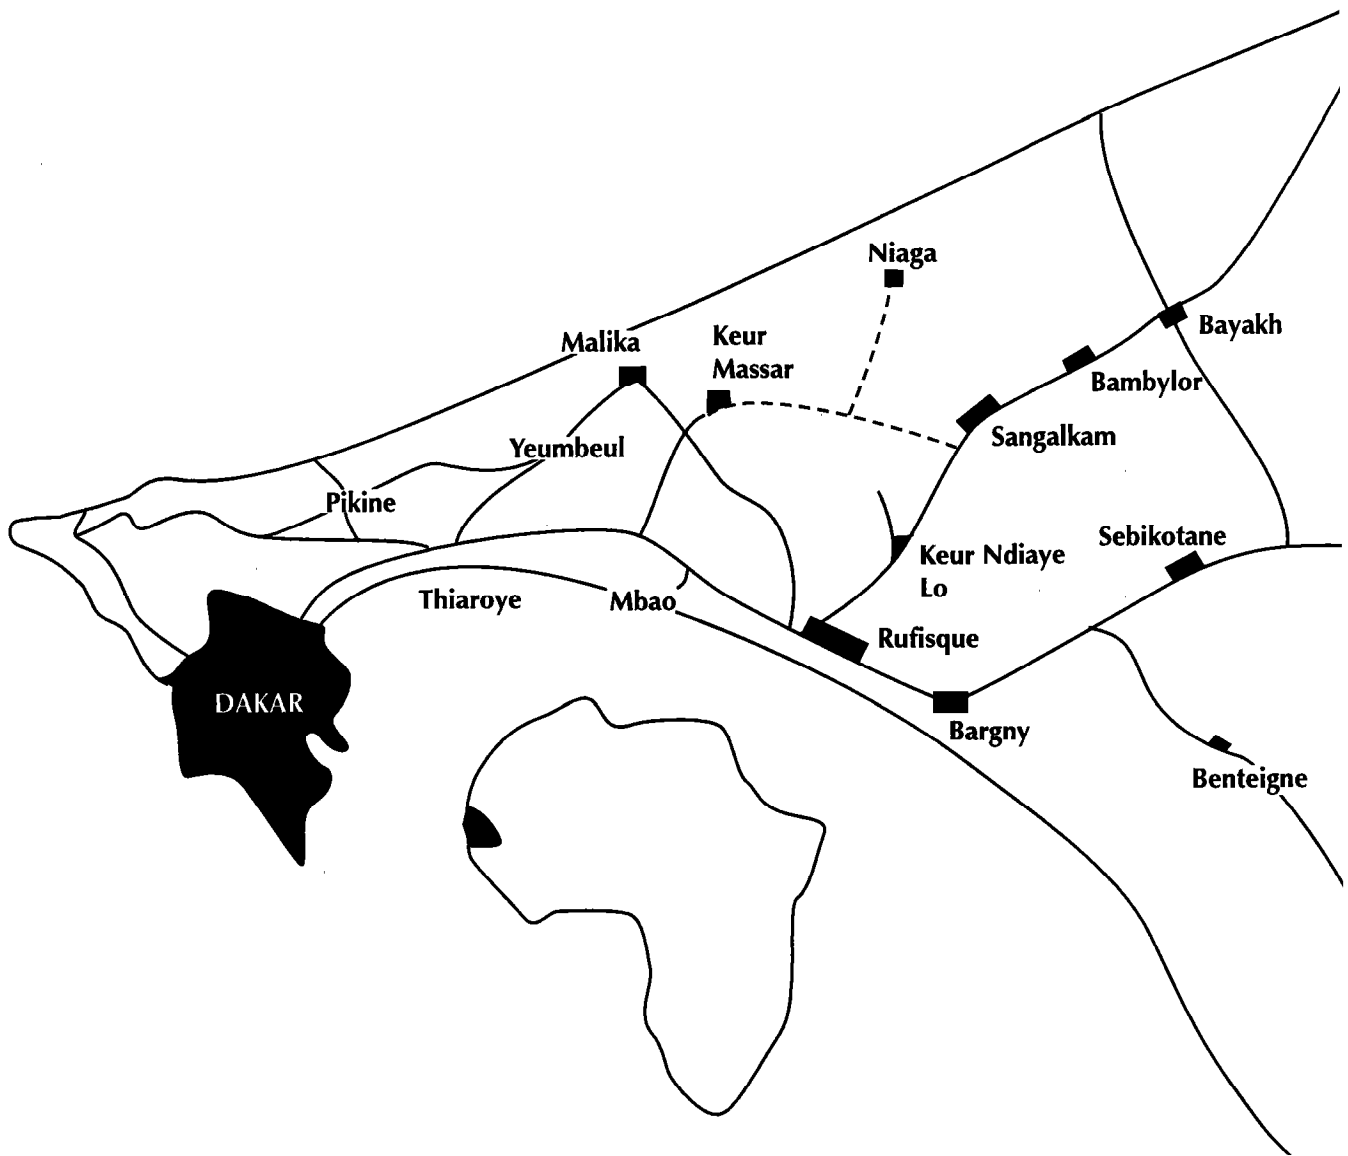 Niaga
Bayakh
Malika
Keur
Massar
Bambylor
Sangalkam
Yeumbeul
Pikine
Sebikotane
Keur Ndiaye
Lo
Thiaroye
Mbao
Rufisque
DAKAR
Bargny
Benteigne